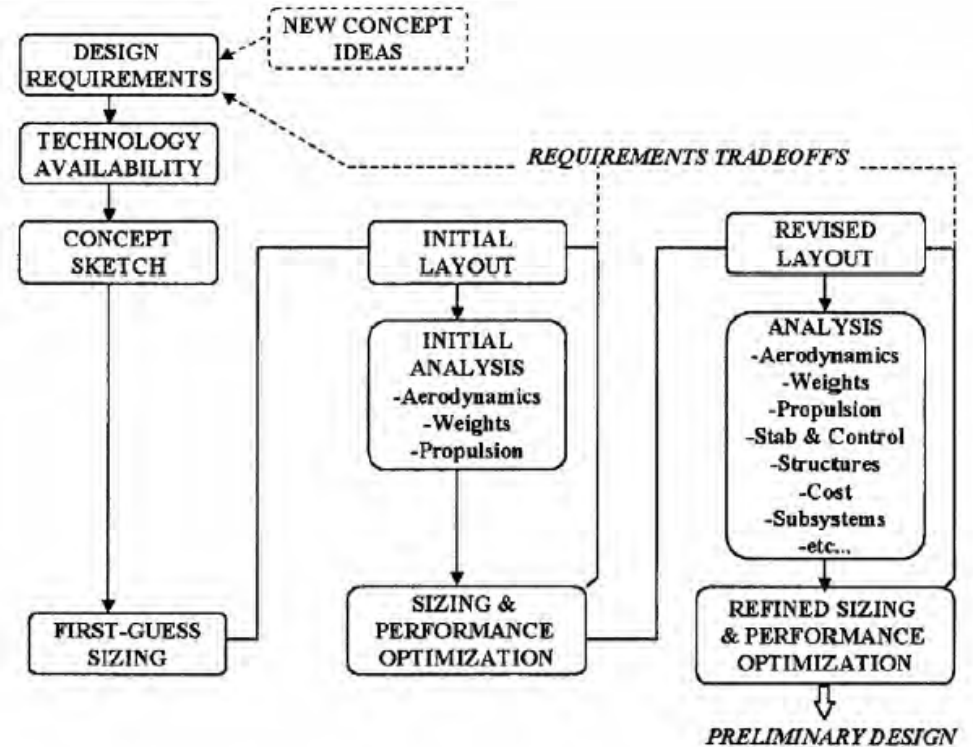 NEW CONCEPT
IDEAS
DESIGN
REQUIREMENTS
TECHNOLOGY
AVAILABILITY
REQUIREMENTS TRADEOFFS
CONCEPT
SKETCH
FIRST-GUESS
SIZING
INITIAL
LAYOUT
INITIAL
ANALYSIS
-Aerodynamics
-Weights
-Propulsion
SIZING &
PERFORMANCE
OPTIMIZATION
REVISED
LAYOUT
ANALYSIS
-Aerodynamics
-Weights
-Propulsion
-Stab & Control
-Structures
-Cost
-Subsystems
-etc...
REFINED SIZING
& PERFORMANCE
OPTIMIZATION
PRELIMINARY DESIGN